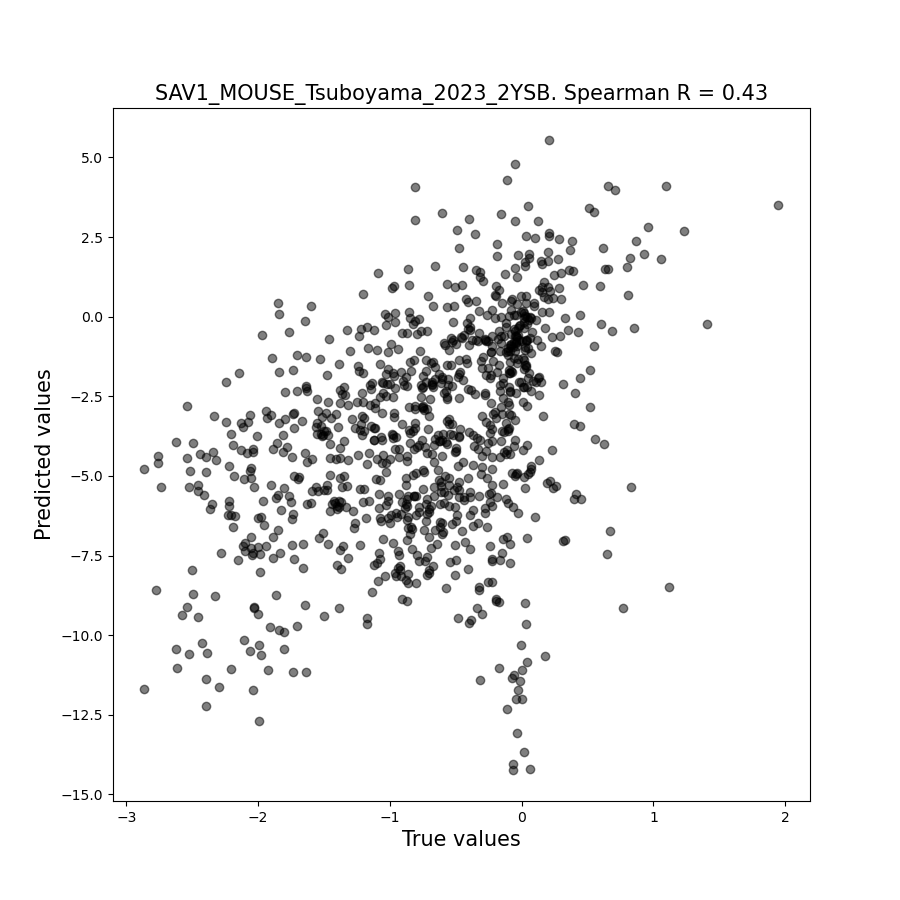 SAV1_MOUSE_Tsuboyama_2023_2YSB. Spearman R = 0.43
5.0
2.5
0.0
−2.5
−5.0
−7.5
−10.0
−12.5
−15.0
Predicted values
−3 −2 −1 0 1 2
True values